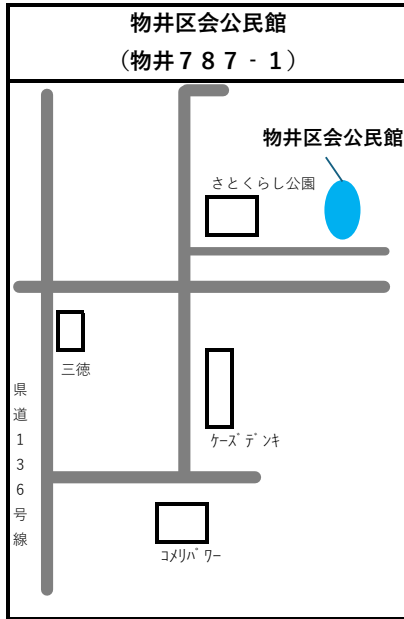 物井区会公民館
（物井７８７‐１）
物井区会公民館
さとくらし公園
三徳
県道136号線
ｹｰｽﾞﾃﾞﾝｷ
ｺﾒﾘﾊﾟﾜｰ